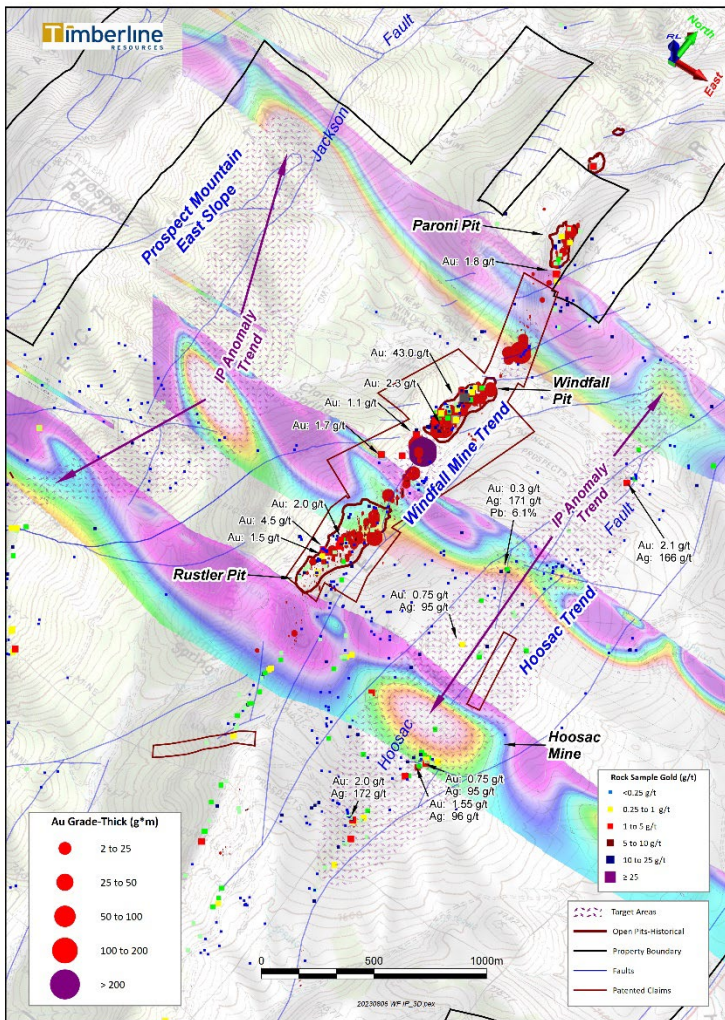 Timberline
RESOURCES
Fault
RL
North
East
Jackson
Prospect Mountain
East Slope
Paroni Pit
Au: 1.8 g/t
IP Anomaly
Trend
Au: 43.0 g/t
Au: 2.3 g/t
Au: 1.1 g/t
Windfall
Pit
Au: 1.7 g/t
Windfall Mine Trend
IP Anomaly
Trend
Au: 2.0 g/t
Au: 4.5 g/t
Au: 1.5 g/t
Au: 0.3 g/t
Ag: 171 g/t
Pb: 6.1%
Fault
Au: 2.1 g/t
Ag: 166 g/t
Rustler Pit
Au: 0.75 g/t
Ag: 95 g/t
Hoosac Trend
Hoosac
Hoosac
Mine
Au: 2.0 g/t
Ag: 172 g/t
Au: 0.75 g/t
Ag: 95 g/t
Au: 1.55 g/t
Ag: 96 g/t
Rock Sample Gold (g/t)
<0.25 g/t
0.25 to 1 g/t
1 to 5 g/t
5 to 10 g/t
10 to 25 g/t
≥ 25
Au Grade-Thick (g*m)
2 to 25
25 to 50
50 to 100
100 to 200
> 200
Target Areas
Open Pits-Historical
Property Boundary
Faults
Patented Claims
0 500 1000m
20230806 WF IP_3D.pex